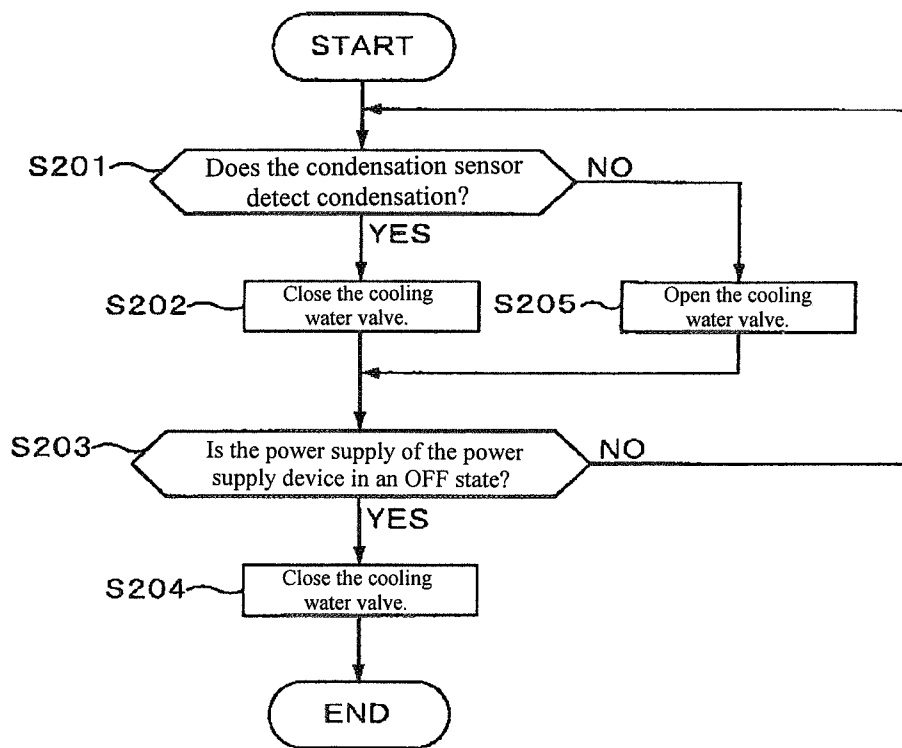 START
S201
Does the condensation sensor
detect condensation?
NO
YES
S202
Close the cooling
water valve.
S205
Open the cooling
water valve.
S203
Is the power supply of the power
supply device in an OFF state?
NO
YES
S204
Close the cooling
water valve.
END